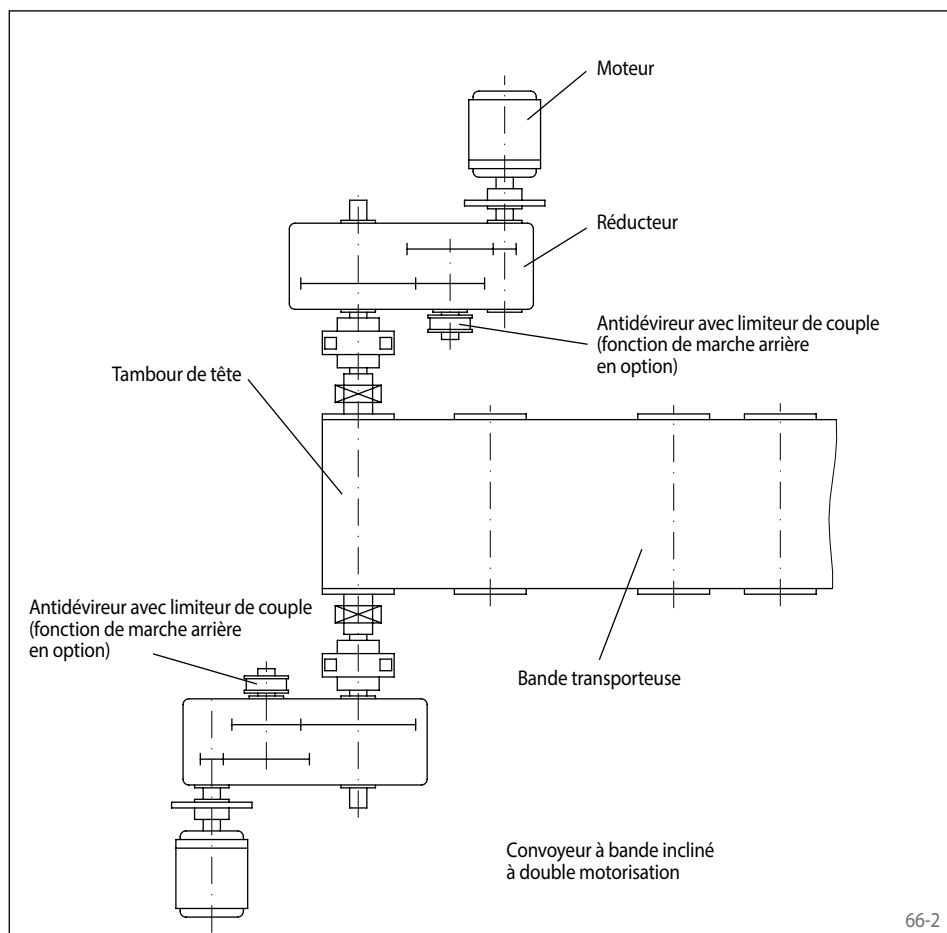 Moteur
Réducteur
Antidévireur avec limiteur de couple
(fonction de marche arrière
en option)
Tambour de tête
Antidévireur avec limiteur de couple
(fonction de marche arrière
en option)
Bande transporteuse
Convoyeur à bande incliné
à double motorisation
66-2